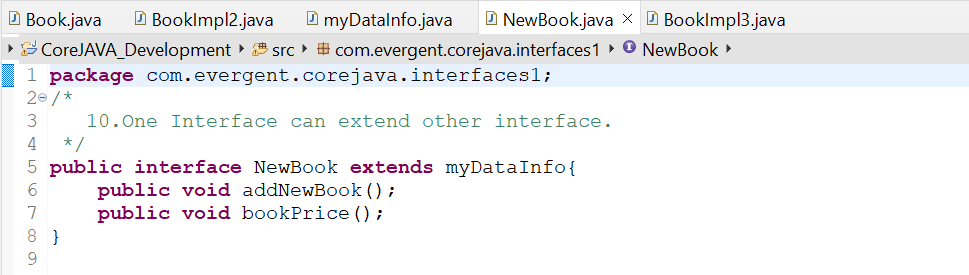 Book.java BookImpl2.java myDataInfo.java NewBook.java BookImpl3.java
CoreJAVA_Development src com.evergent.corejava.interfaces1 NewBook
1 package com.evergent.corejava.interfaces1;
2 /*
3 10.One Interface can extend other interface.
4 */
5 public interface NewBook extends myDataInfo{
6 public void addNewBook();
7 public void bookPrice();
8 }
9